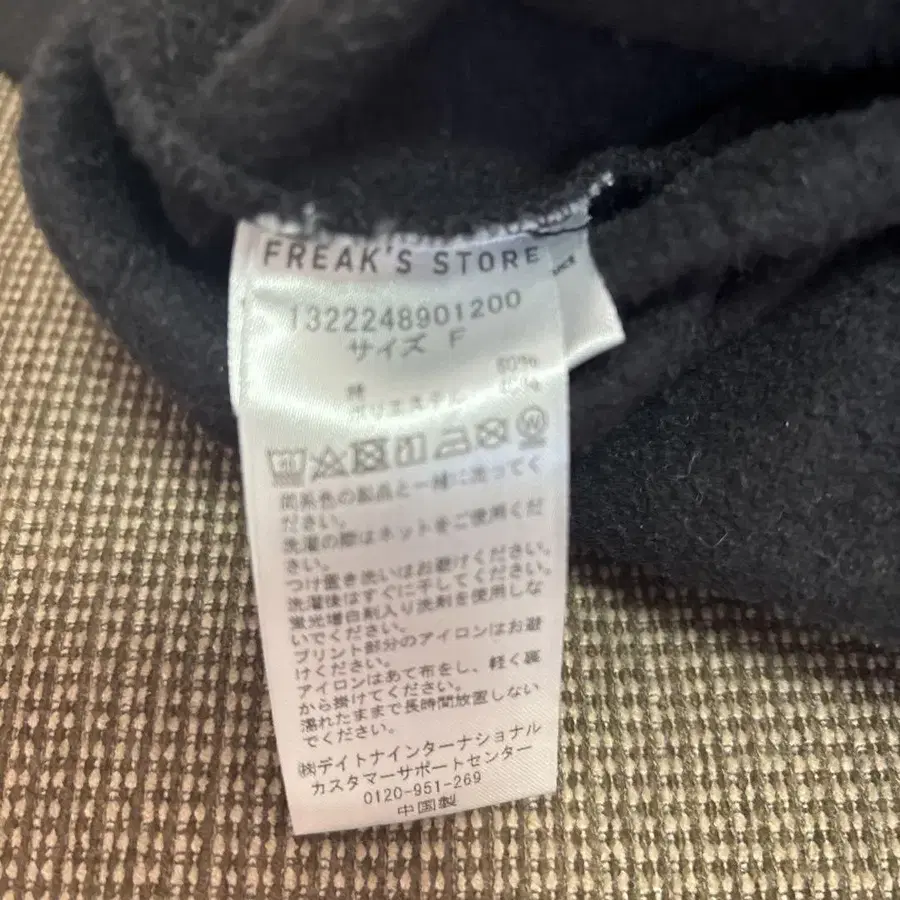 FREAK'S STORE
1322248901200
サイズ F
綿 60%
ポリエステル
同系色の製品と一緒に洗ってく
ださい。
洗濯の際はネットをご使用くだ
さい。
つけ置き洗いはお避けください。
洗濯後はすぐに干してください。
蛍光増白剤入り洗剤を使用しな
いでください。
プリント部分のアイロンはお避
けください。
アイロンはあて布をし、軽く裏
から掛けてください。
濡れたままで長時間放置しない
でください。
㈱デイトナインターナショナル
カスタマーサポートセンター
0120-951-269
中国製